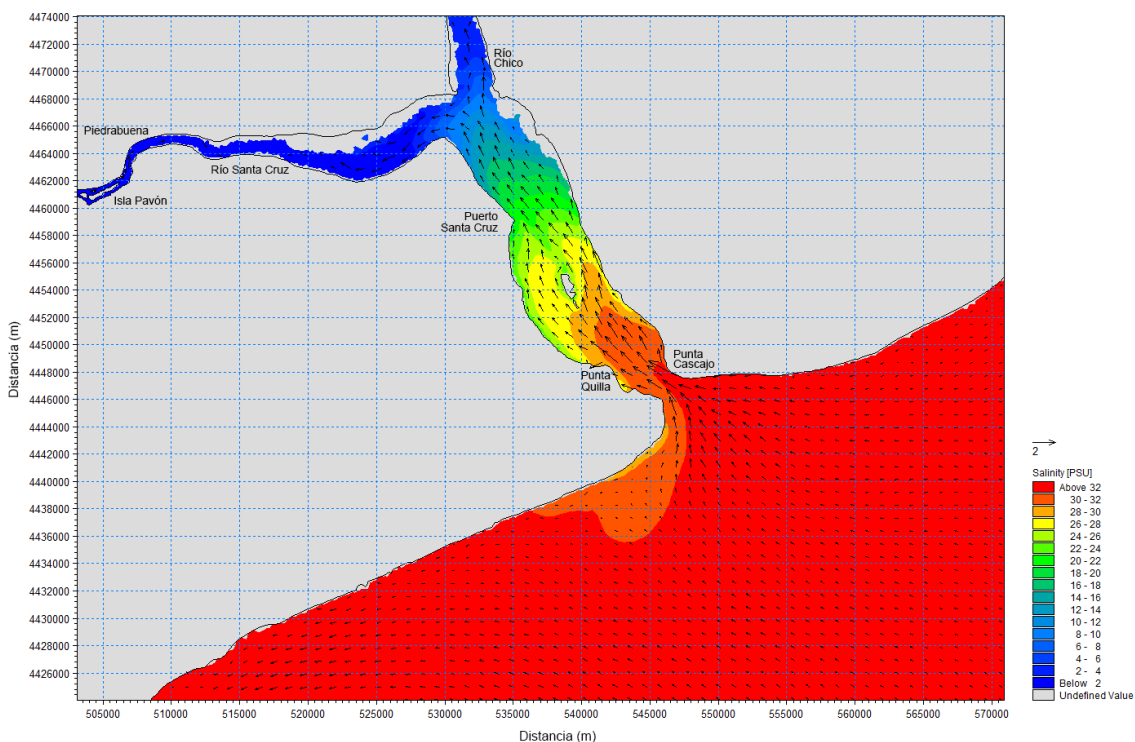 4474000
4472000
4470000
4468000
4466000
4464000
4462000
4460000
4458000
4456000
4454000
4452000
4450000
4448000
4446000
4444000
4442000
4440000
4438000
4436000
4434000
4432000
4430000
4428000
4426000
Distancia (m)
Río
Chico
Piedrabuena
Río Santa Cruz
Isla Pavón
Puerto
Santa Cruz
Punta
Cascajo
Punta
Quilla
505000 510000 515000 520000 525000 530000 535000 540000 545000 550000 555000 560000 565000 570000
Distancia (m)
2
Salinity [PSU]
Above 32
30 - 32
28 - 30
26 - 28
24 - 26
22 - 24
20 - 22
18 - 20
16 - 18
14 - 16
12 - 14
10 - 12
8 - 10
6 - 8
4 - 6
2 - 4
Below 2
Undefined Value